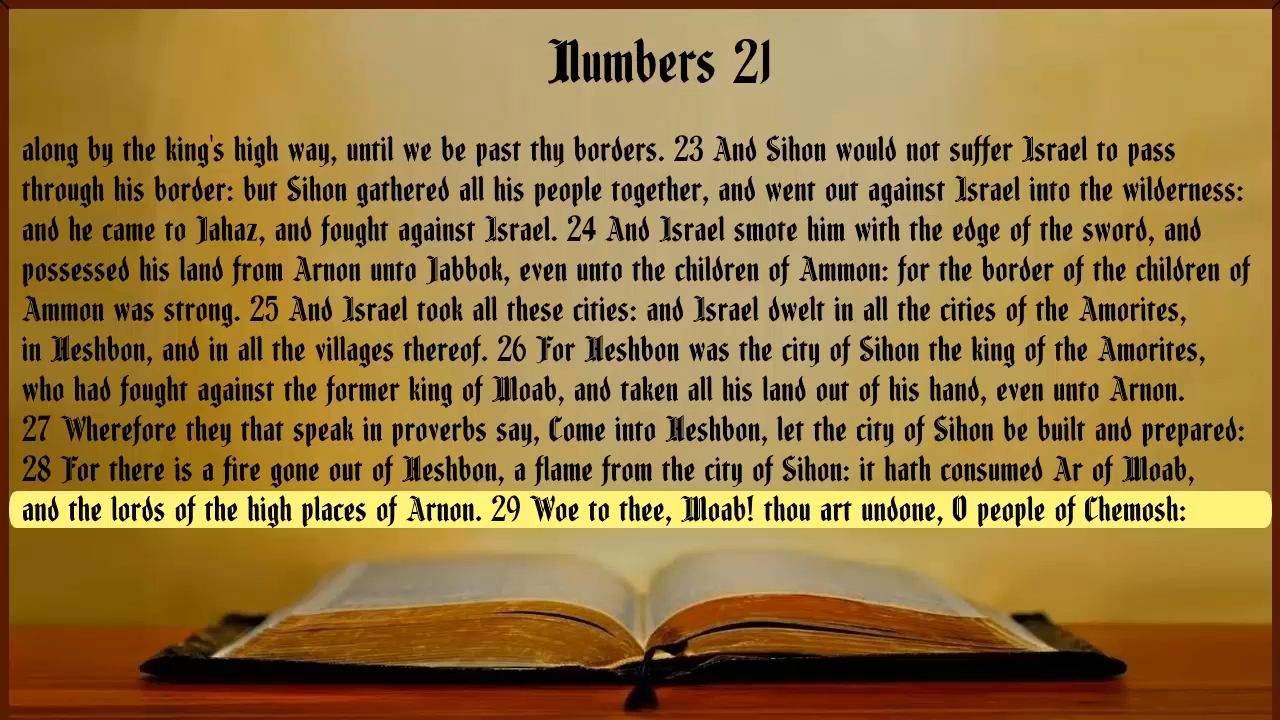 Numbers 21
along by the king's high way, until we be past thy borders. 23 And Sihon would not suffer Israel to pass
through his border: but Sihon gathered all his people together, and went out against Israel into the wilderness:
and he came to Jahaz, and fought against Israel. 24 And Israel smote him with the edge of the sword, and
possessed his land from Arnon unto Jabbok, even unto the children of Ammon: for the border of the children of
Ammon was strong. 25 And Israel took all these cities: and Israel dwelt in all the cities of the Amorites,
in Heshbon, and in all the villages thereof. 26 For Heshbon was the city of Sihon the king of the Amorites,
who had fought against the former king of Moab, and taken all his land out of his hand, even unto Arnon.
27 Wherefore they that speak in proverbs say, Come into Heshbon, let the city of Sihon be built and prepared:
28 For there is a fire gone out of Heshbon, a flame from the city of Sihon: it hath consumed Ar of Moab,
and the lords of the high places of Arnon. 29 Woe to thee, Moab! thou art undone, O people of Chemosh: